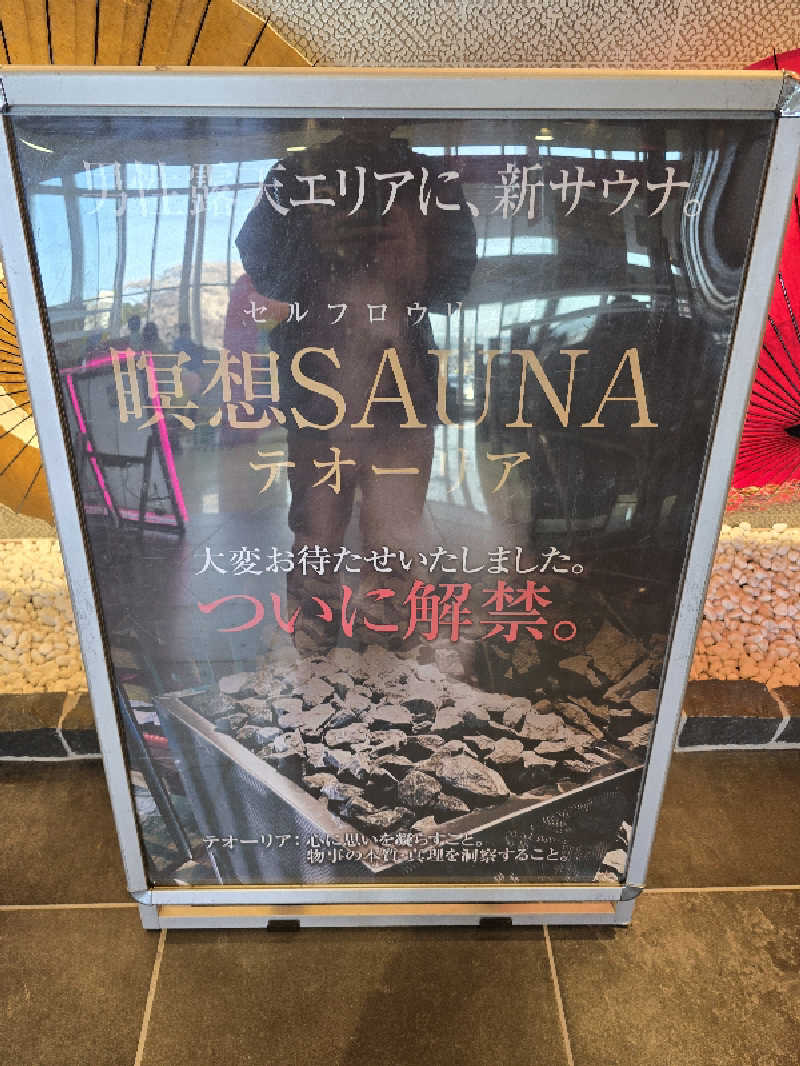 男性露天エリアに、新サウナ。
セルフロウリュ
瞑想SAUNA
テオーリア
大変お待たせいたしました。
ついに解禁。
テオーリア：心に思いを凝らすこと。
物事の本質・真理を洞察すること。